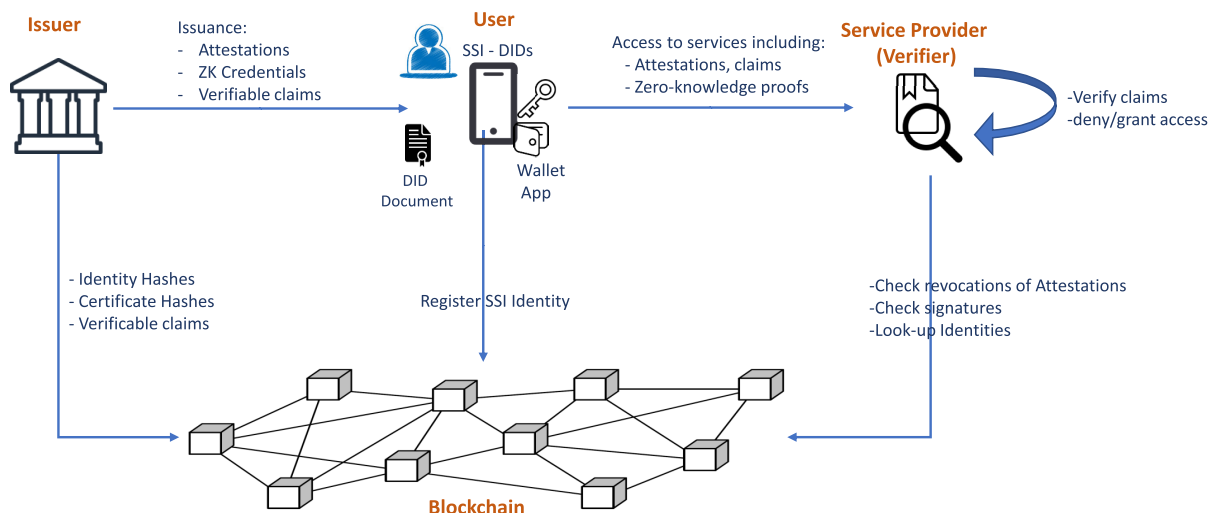 Issuer
Issuance:
- Attestations
- ZK Credentials
- Verifiable claims
User
SSI - DIDs
DID
Document
Wallet
App
Access to services including:
- Attestations, claims
- Zero-knowledge proofs
Service Provider
(Verifier)
-Verify claims
-deny/grant access
- Identity Hashes
- Certificate Hashes
- Verificable claims
Register SSI Identity
-Check revocations of Attestations
-Check signatures
-Look-up Identities
Blockchain